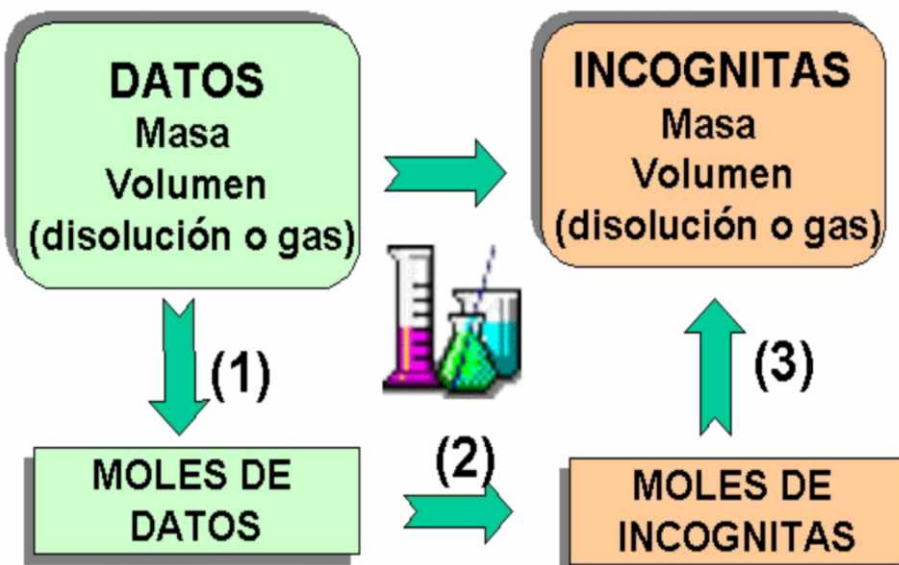 DATOS
Masa
Volumen
(disolución o gas)
INCOGNITAS
Masa
Volumen
(disolución o gas)
(1)
(3)
MOLES DE
DATOS
(2)
MOLES DE
INCOGNITAS